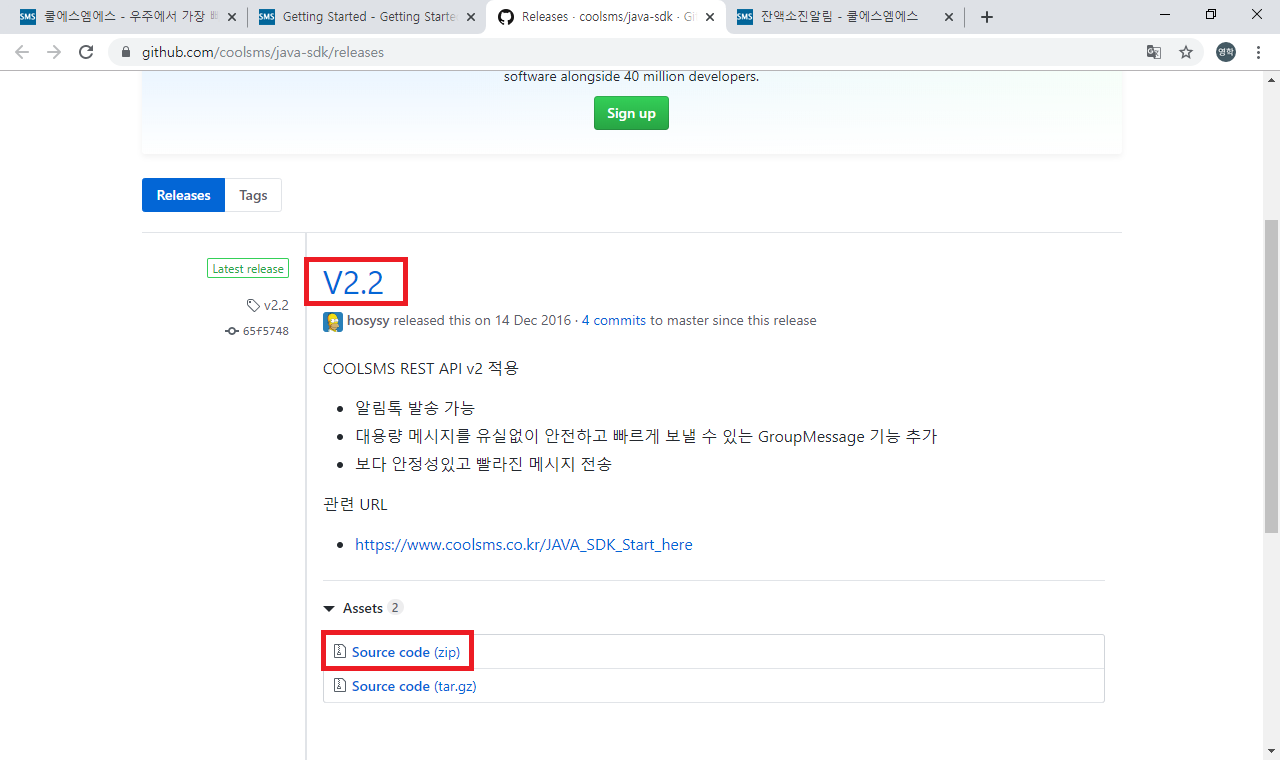 SMS 쿨에스엠에스 - 우주에서 가장
SMS Getting Started - Getting Starte
Releases · coolsms/java-sdk · Gi
SMS 잔액소진알림 - 쿨에스엠에스
github.com/coolsms/java-sdk/releases
영학
software alongside 40 million developers.
Sign up
Releases
Tags
Latest release
V2.2
v2.2
hosysy released this on 14 Dec 2016 · 4 commits to master since this release
65f5748
COOLSMS REST API v2 적용
• 알림톡 발송 가능
• 대용량 메시지를 유실없이 안전하고 빠르게 보낼 수 있는 GroupMessage 기능 추가
• 보다 안정성있고 빨라진 메시지 전송
관련 URL
• https://www.coolsms.co.kr/JAVA_SDK_Start_here
Assets 2
Source code (zip)
Source code (tar.gz)